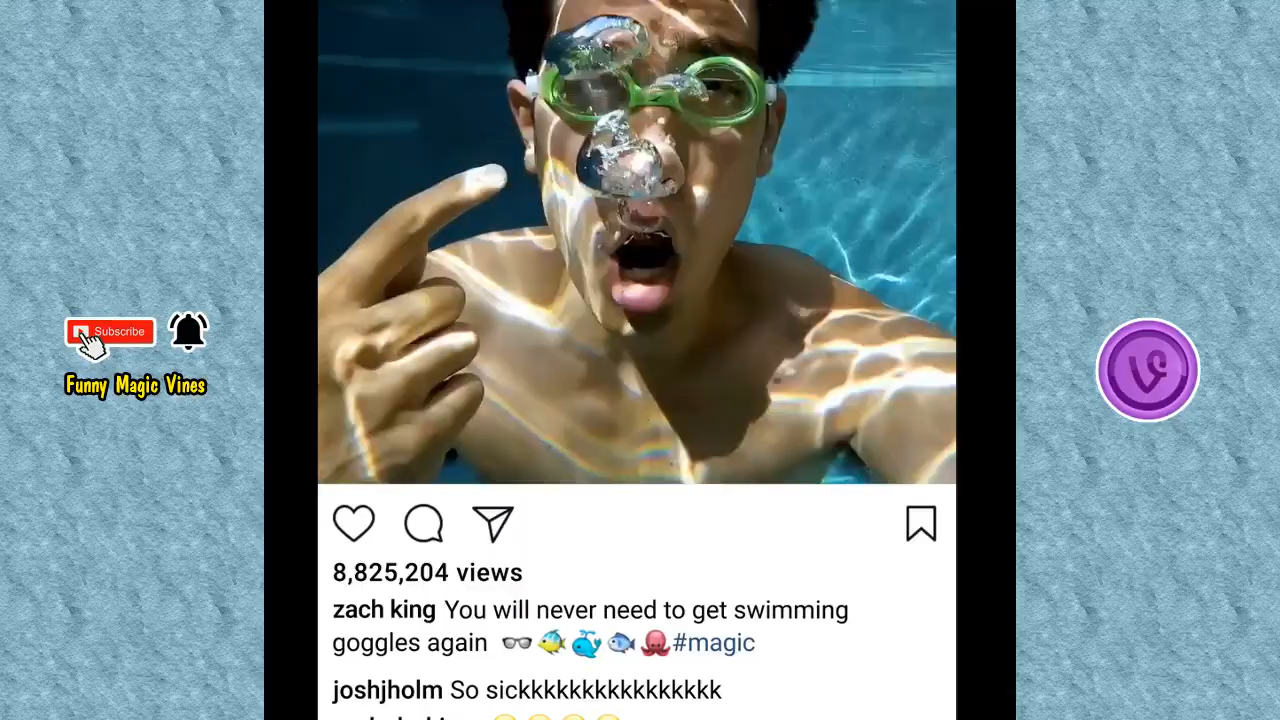 Subscribe
Funny Magic Vines
8,825,204 views
zach king You will never need to get swimming
goggles again 👓🐠🐳🐟🐙#magic
joshjholm So sickkkkkkkkkkkkkkkk